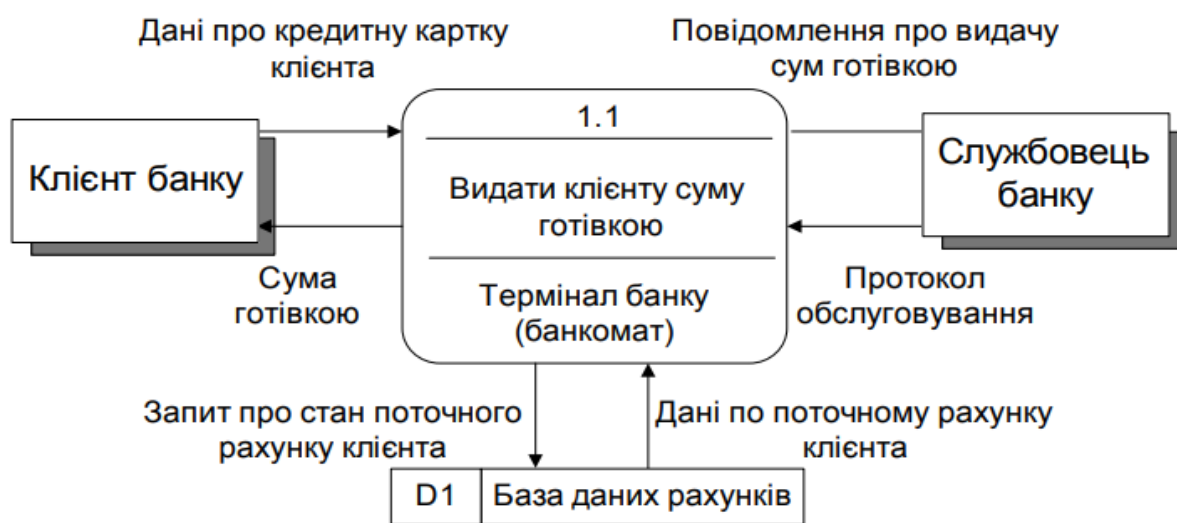 Дані про кредитну картку
клієнта
Повідомлення про видачу
сум готівкою
1.1
Клієнт банку
Видати клієнту суму
готівкою
Службовець
банку
Сума
готівкою
Термінал банку
(банкомат)
Протокол
обслуговування
Запит про стан поточного
рахунку клієнта
Дані по поточному рахунку
клієнта
D1
База даних рахунків